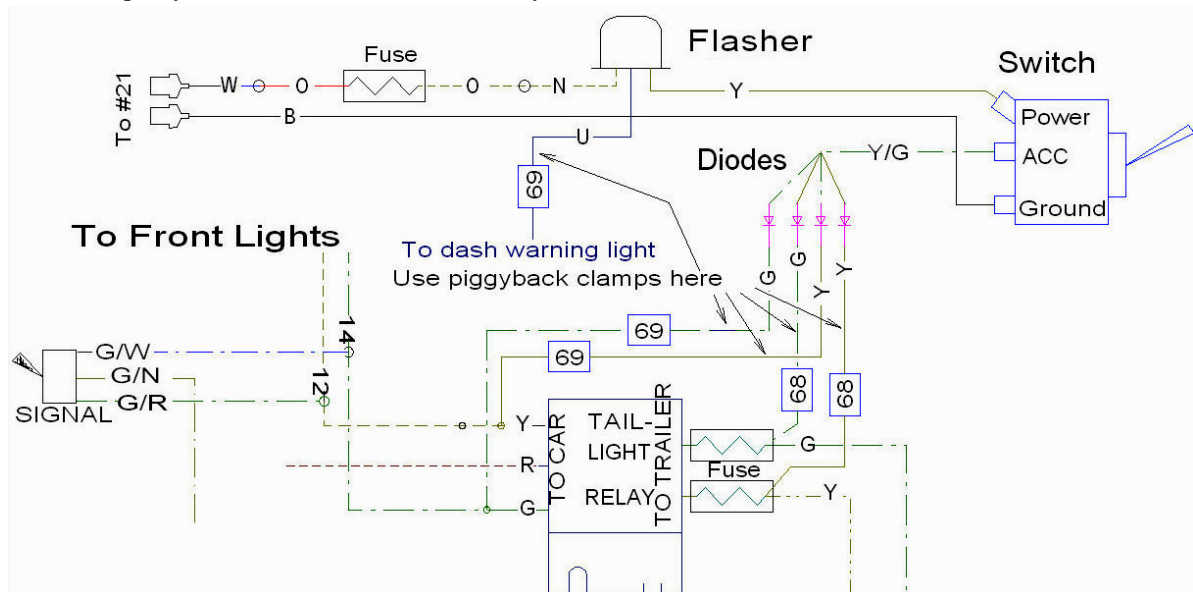 Flasher
Fuse
Switch
To #21
W
O
O
N
Y
B
U
Power
ACC
Ground
Y/G
Diodes
69
To Front Lights
To dash warning light
Use piggyback clamps here
G
G
Y
Y
69
69
68
68
14
12
G/W
G/N
G/R
SIGNAL
Y
R
G
TO CAR
TAIL-
LIGHT
RELAY
TO TRAILER
Fuse
G
Y